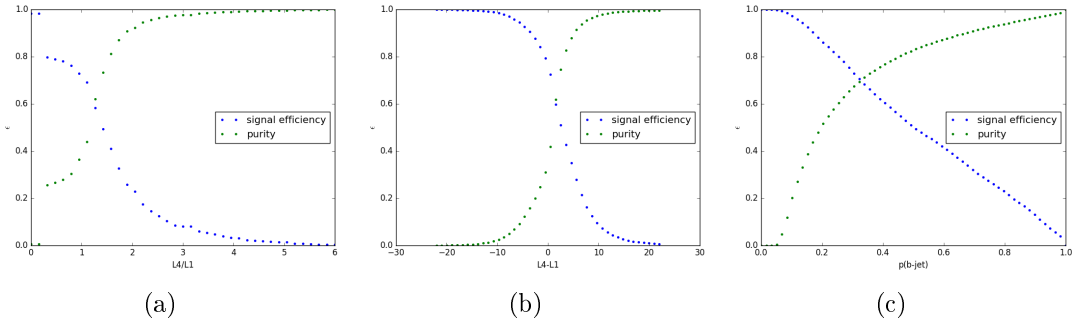 1.0
0.8
0.6
0.4
0.2
0.0
ϵ
0 1 2 3 4 5 6
L4/L1
signal efficiency
purity
(a)
1.0
0.8
0.6
0.4
0.2
0.0
ϵ
−30 −20 −10 0 10 20 30
L4-L1
signal efficiency
purity
(b)
1.0
0.8
0.6
0.4
0.2
0.0
ϵ
0.0 0.2 0.4 0.6 0.8 1.0
p(b-jet)
signal efficiency
purity
(c)